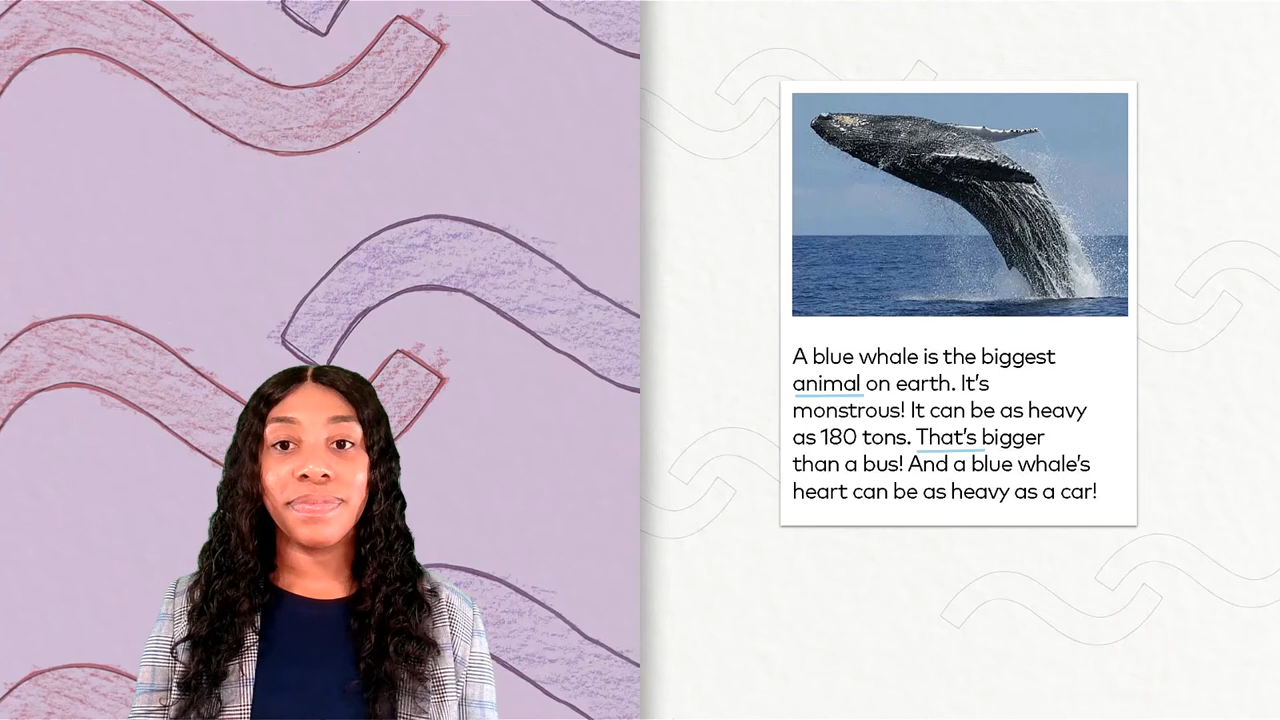 A blue whale is the biggest
animal on earth. It's
monstrous! It can be as heavy
as 180 tons. That's bigger
than a bus! And a blue whale's
heart can be as heavy as a car!